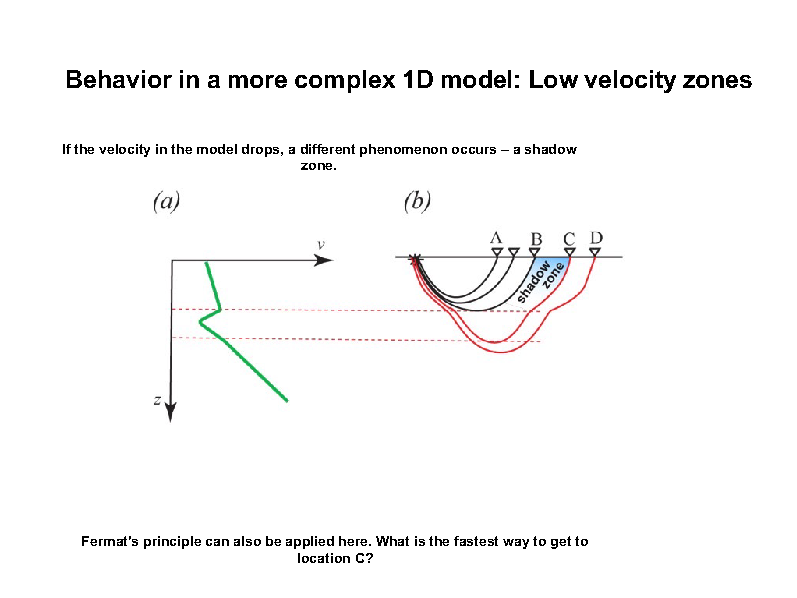 Behavior in a more complex 1D model: Low velocity zones
If the velocity in the model drops, a different phenomenon occurs – a shadow
zone.
(a)
(b)
v
A
B
C
D
shadow
zone
z
Fermat's principle can also be applied here. What is the fastest way to get to
location C?